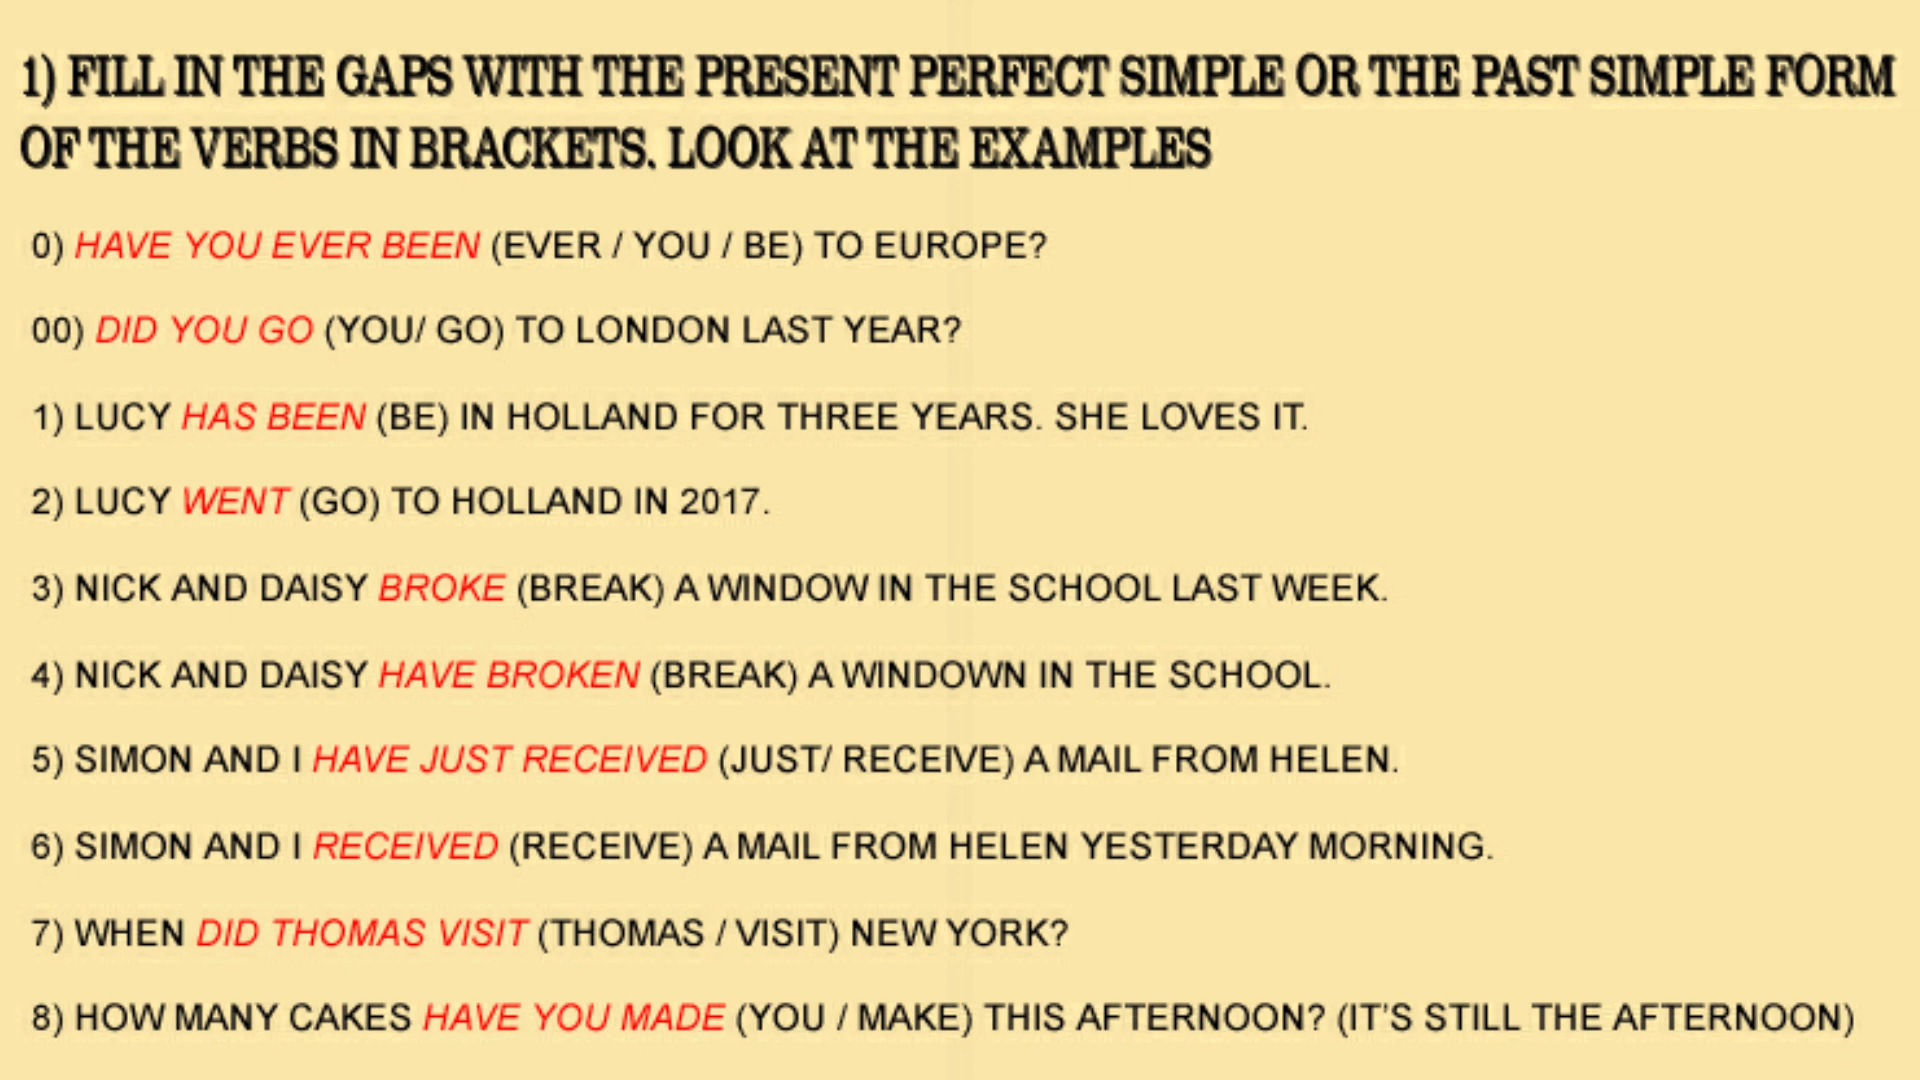 1) FILL IN THE GAPS WITH THE PRESENT PERFECT SIMPLE OR THE PAST SIMPLE FORM
OF THE VERBS IN BRACKETS. LOOK AT THE EXAMPLES
0) HAVE YOU EVER BEEN (EVER / YOU / BE) TO EUROPE?
00) DID YOU GO (YOU/ GO) TO LONDON LAST YEAR?
1) LUCY HAS BEEN (BE) IN HOLLAND FOR THREE YEARS. SHE LOVES IT.
2) LUCY WENT (GO) TO HOLLAND IN 2017.
3) NICK AND DAISY BROKE (BREAK) A WINDOW IN THE SCHOOL LAST WEEK.
4) NICK AND DAISY HAVE BROKEN (BREAK) A WINDOWN IN THE SCHOOL.
5) SIMON AND I HAVE JUST RECEIVED (JUST/ RECEIVE) A MAIL FROM HELEN.
6) SIMON AND I RECEIVED (RECEIVE) A MAIL FROM HELEN YESTERDAY MORNING.
7) WHEN DID THOMAS VISIT (THOMAS / VISIT) NEW YORK?
8) HOW MANY CAKES HAVE YOU MADE (YOU / MAKE) THIS AFTERNOON? (IT'S STILL THE AFTERNOON)